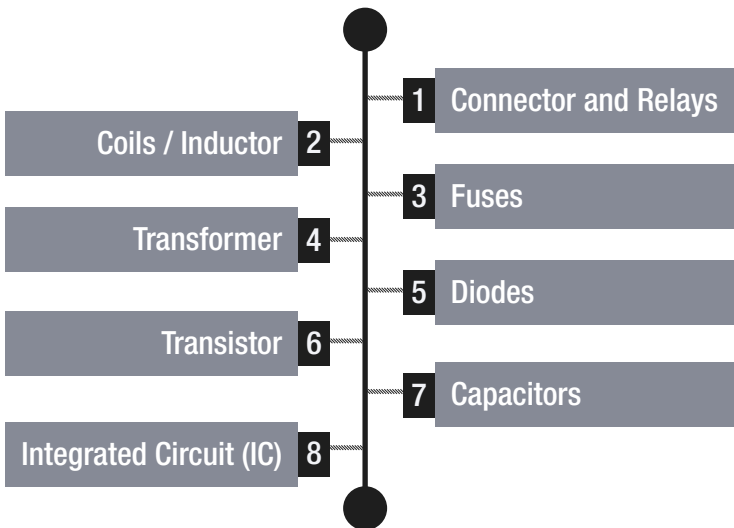 1 Connector and Relays
Coils / Inductor 2
3 Fuses
Transformer 4
5 Diodes
Transistor 6
7 Capacitors
Integrated Circuit (IC) 8